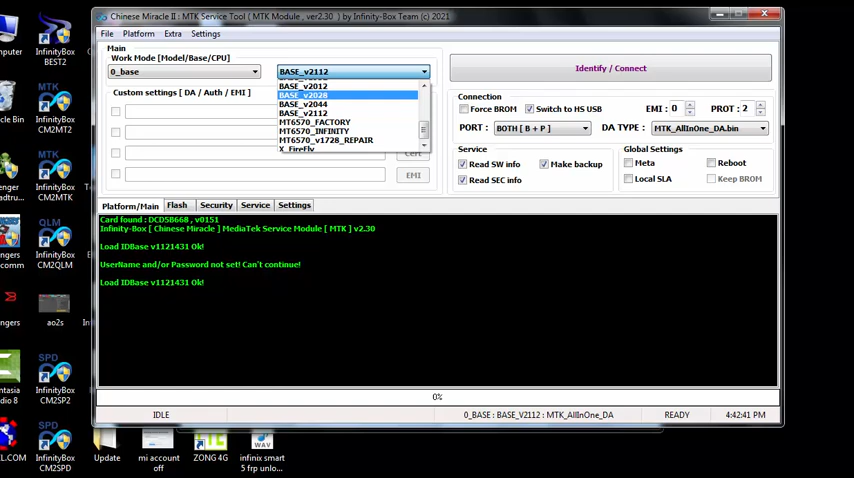 Chinese Miracle II : MTK Service Tool ( MTK Module , ver2.30 ) by Infinity-Box Team (c) 2021
File Platform Extra Settings
Main
Work Mode [Model/Base/CPU]
0_base
BASE_v2112
BASE_v2012
BASE_v2028
BASE_v2044
BASE_v2112
MT6570_FACTORY
MT6570_INFINITY
MT6570_v1728_REPAIR
X_FireFly
Custom settings [ DA / Auth / EMI ]
Cert
EMI
Identify / Connect
Connection
Force BROM Switch to HS USB EMI : 0 PROT : 2
PORT : BOTH [ B + P ] DA TYPE : MTK_AllInOne_DA.bin
Service
Read SW info Make backup
Read SEC info
Global Settings
Meta Reboot
Local SLA Keep BROM
Platform/Main Flash Security Service Settings
Card found : DCD5B668 , v0151
Infinity-Box [ Chinese Miracle ] MediaTek Service Module [ MTK ] v2.30
Load IDBase v1121431 Ok!
UserName and/or Password not set! Can't continue!
Load IDBase v1121431 Ok!
0%
IDLE 0_BASE : BASE_V2112 : MTK_AllInOne_DA READY 4:42:41 PM
InfinityBox
BEST2
InfinityBox
CM2MT2
InfinityBox
CM2MTK
InfinityBox
CM2QLM
ao2s
InfinityBox
CM2SP2
InfinityBox
CM2SPD
Update
mi account
off
ZONG 4G
infinix smart
5 frp unlo...